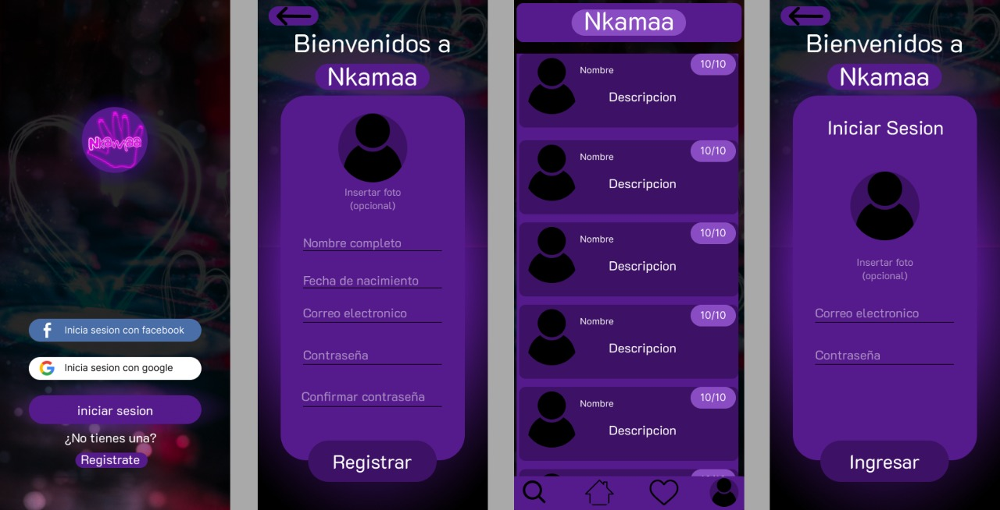 Nkamaa
Inicia sesion con facebook
Inicia sesion con google
iniciar sesion
¿No tienes una?
Registrate
Bienvenidos a
Nkamaa
Insertar foto
(opcional)
Nombre completo
Fecha de nacimiento
Correo electronico
Contraseña
Confirmar contraseña
Registrar
Nkamaa
10/10
Nombre
Descripcion
10/10
Nombre
Descripcion
10/10
Nombre
Descripcion
10/10
Nombre
Descripcion
10/10
Nombre
Descripcion
Bienvenidos a
Nkamaa
Iniciar Sesion
Insertar foto
(opcional)
Correo electronico
Contraseña
Ingresar